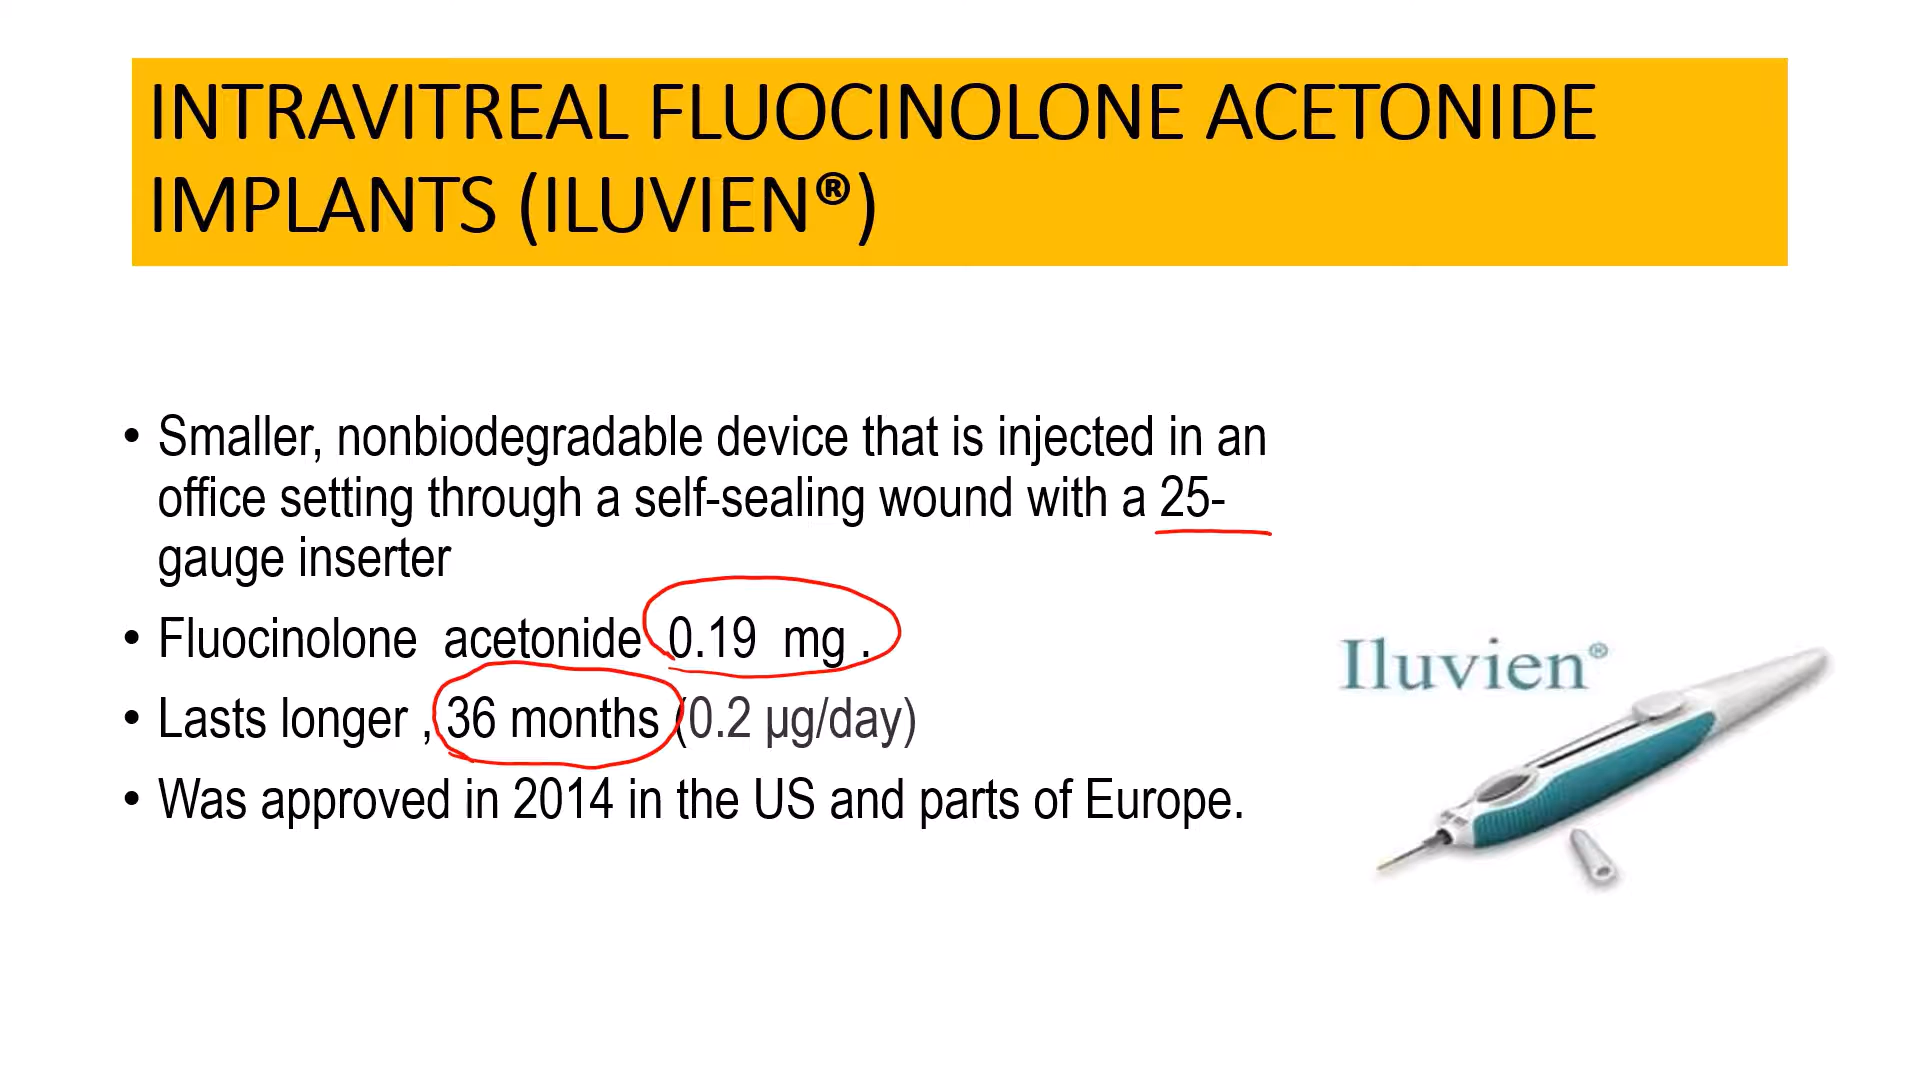 INTRAVITREAL FLUOCINOLONE ACETONIDE
IMPLANTS (ILUVIEN®)
• Smaller, nonbiodegradable device that is injected in an
office setting through a self-sealing wound with a 25-
gauge inserter
• Fluocinolone acetonide 0.19 mg .
• Lasts longer , 36 months (0.2 µg/day)
• Was approved in 2014 in the US and parts of Europe.
Iluvien®